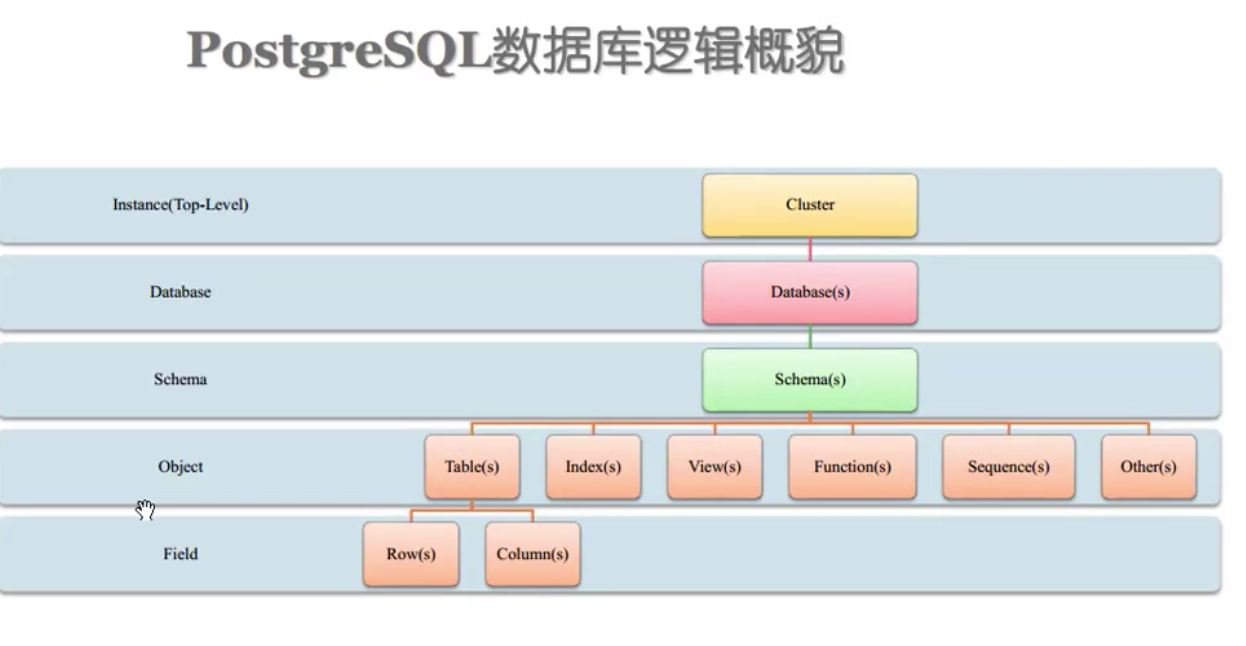 PostgreSQL数据库逻辑概貌
Instance(Top-Level)
Cluster
Database
Database(s)
Schema
Schema(s)
Object
Table(s)
Index(s)
View(s)
Function(s)
Sequence(s)
Other(s)
Field
Row(s)
Column(s)